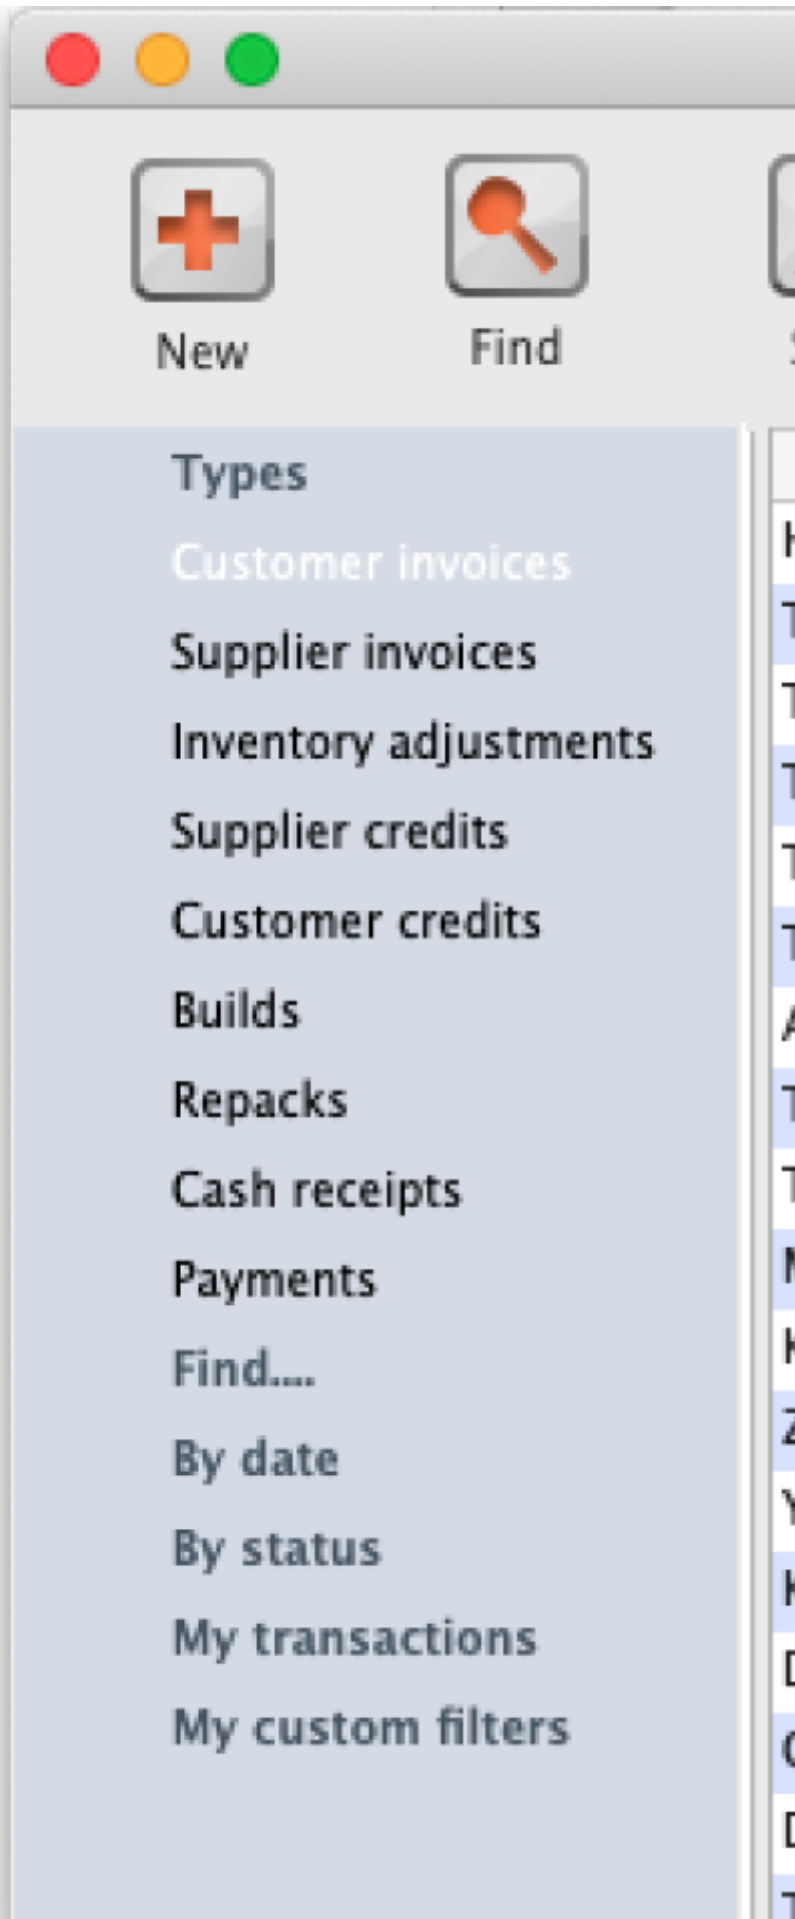 New
Find
Types
Customer invoices
Supplier invoices
Inventory adjustments
Supplier credits
Customer credits
Builds
Repacks
Cash receipts
Payments
Find....
By date
By status
My transactions
My custom filters